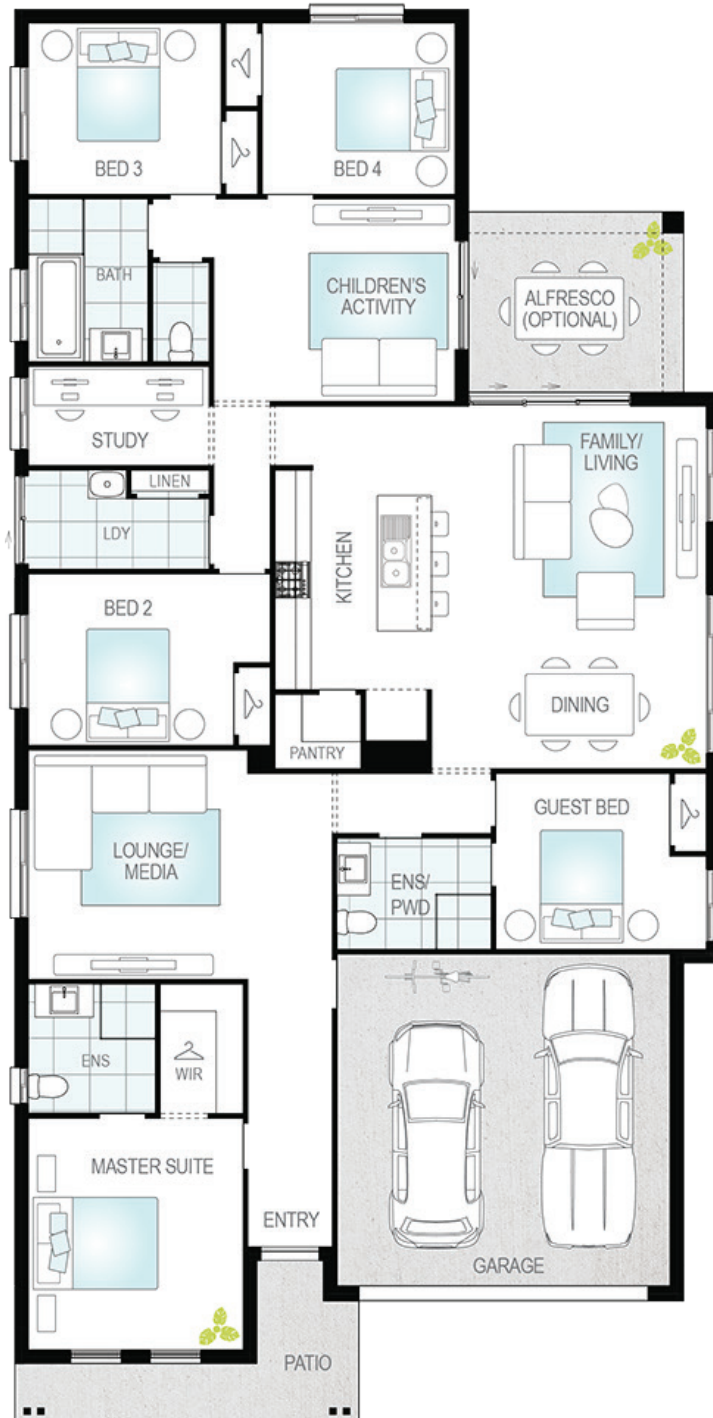 BED 3
BED 4
BATH
CHILDREN'S
ACTIVITY
ALFRESCO
(OPTIONAL)
STUDY
FAMILY/
LIVING
LINEN
LDY
KITCHEN
BED 2
DINING
PANTRY
GUEST BED
LOUNGE/
MEDIA
ENS/
PWD
ENS
WIR
MASTER SUITE
ENTRY
GARAGE
PATIO